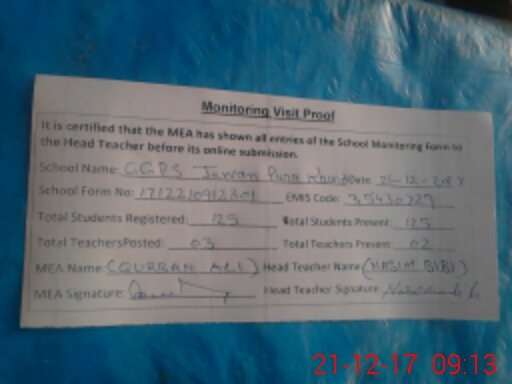 Monitoring Visit Proof
It is certified that the MEA has shown all entries of the School Monitoring Form to
the Head Teacher before its online submission.
School Name: GGPS Pura Date: 21-12-
School Form No: EMIS Code:
Total Students Registered: 125 Total Students Present: 125
Total TeachersPosted: 03 Total Teachers Present: 02
MEA Name: (QURBAN ALI) Head Teacher Name: BIBI)
MEA Signature: Head Teacher Signature:
21-12-17 09:13